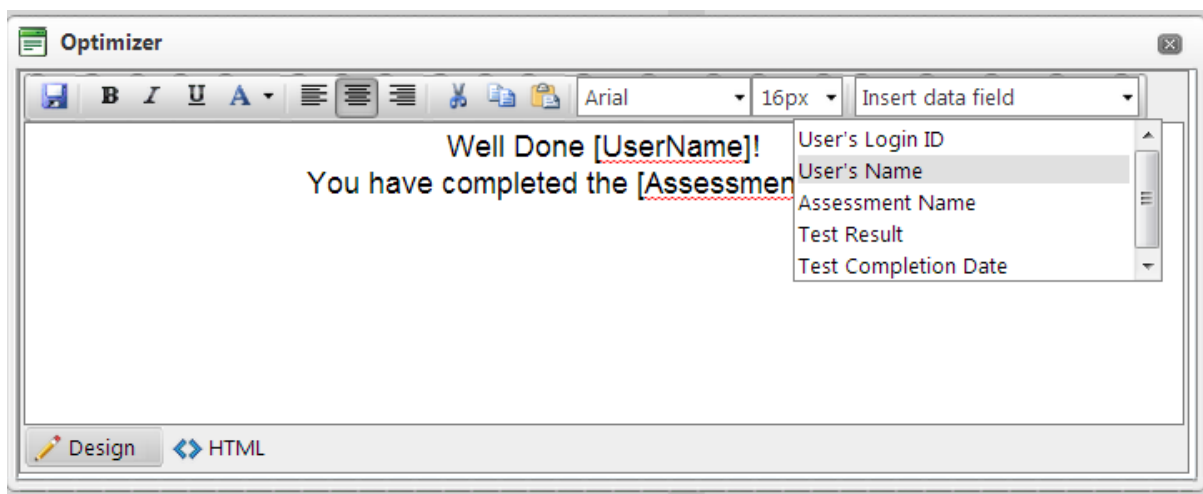 Optimizer
B I U A Arial 16px Insert data field
Well Done [UserName]!
You have completed the [Assessmen
User's Login ID
User's Name
Assessment Name
Test Result
Test Completion Date
Design HTML